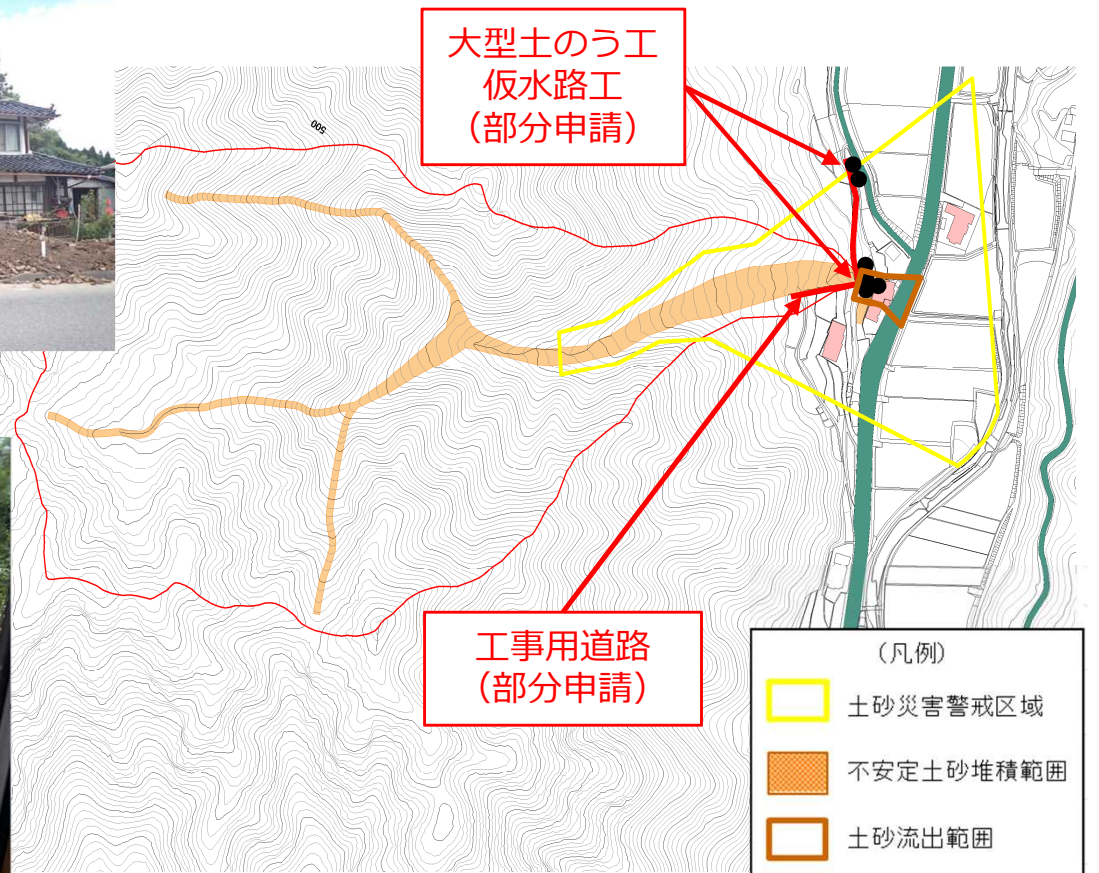 大型土のう工
仮水路工
（部分申請）
500
工事用道路
（部分申請）
（凡例）
土砂災害警戒区域
不安定土砂堆積範囲
土砂流出範囲